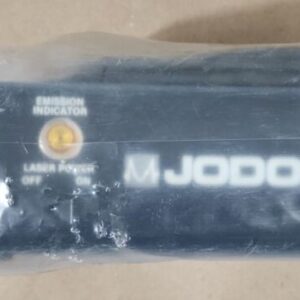 EMISSION
INDICATOR
LASER POWER
OFF ON
JODO